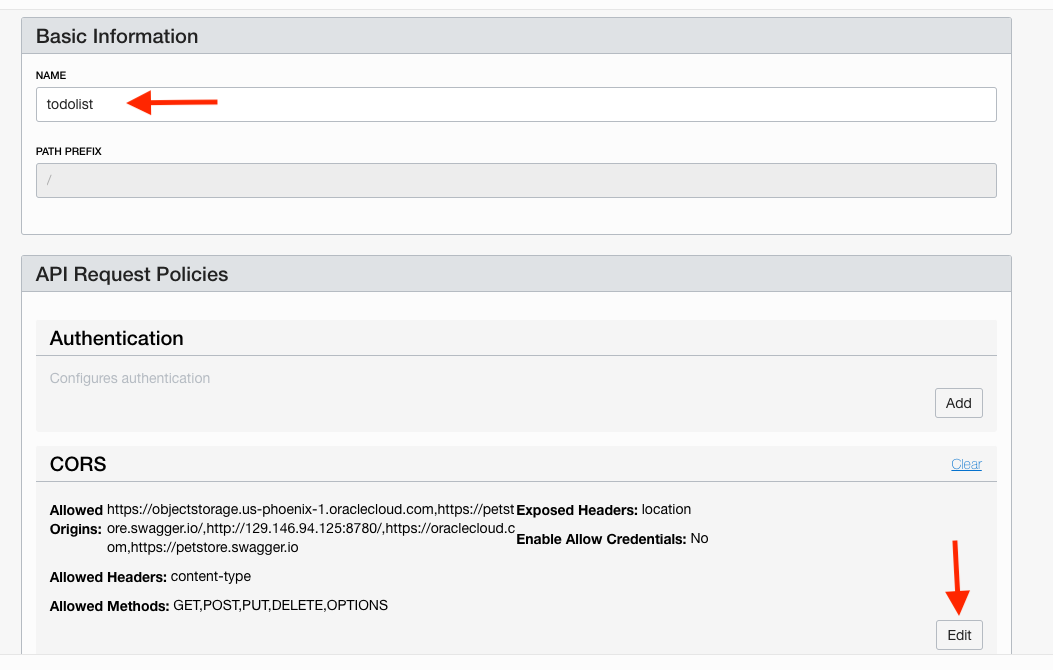 Basic Information
NAME
todolist
PATH PREFIX
/
API Request Policies
Authentication
Configures authentication
Add
CORS
Clear
Allowed Origins: https://objectstorage.us-phoenix-1.oraclecloud.com,https://petst
ore.swagger.io/,http://129.146.94.125:8780/,https://oraclecloud.c
om,https://petstore.swagger.io
Allowed Headers: content-type
Allowed Methods: GET,POST,PUT,DELETE,OPTIONS
Exposed Headers: location
Enable Allow Credentials: No
Edit